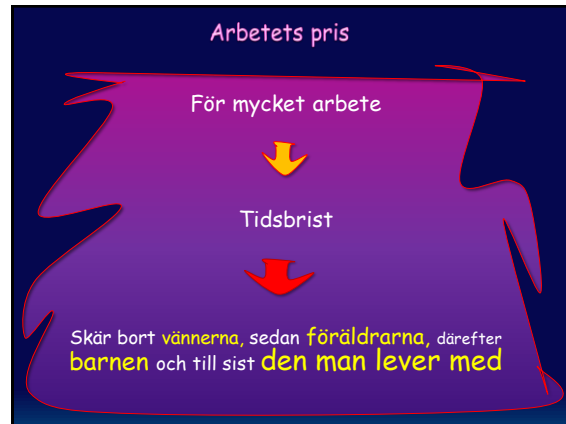 Arbetets pris
För mycket arbete
Tidsbrist
Skär bort vännerna, sedan föräldrarna, därefter
barnen och till sist den man lever med